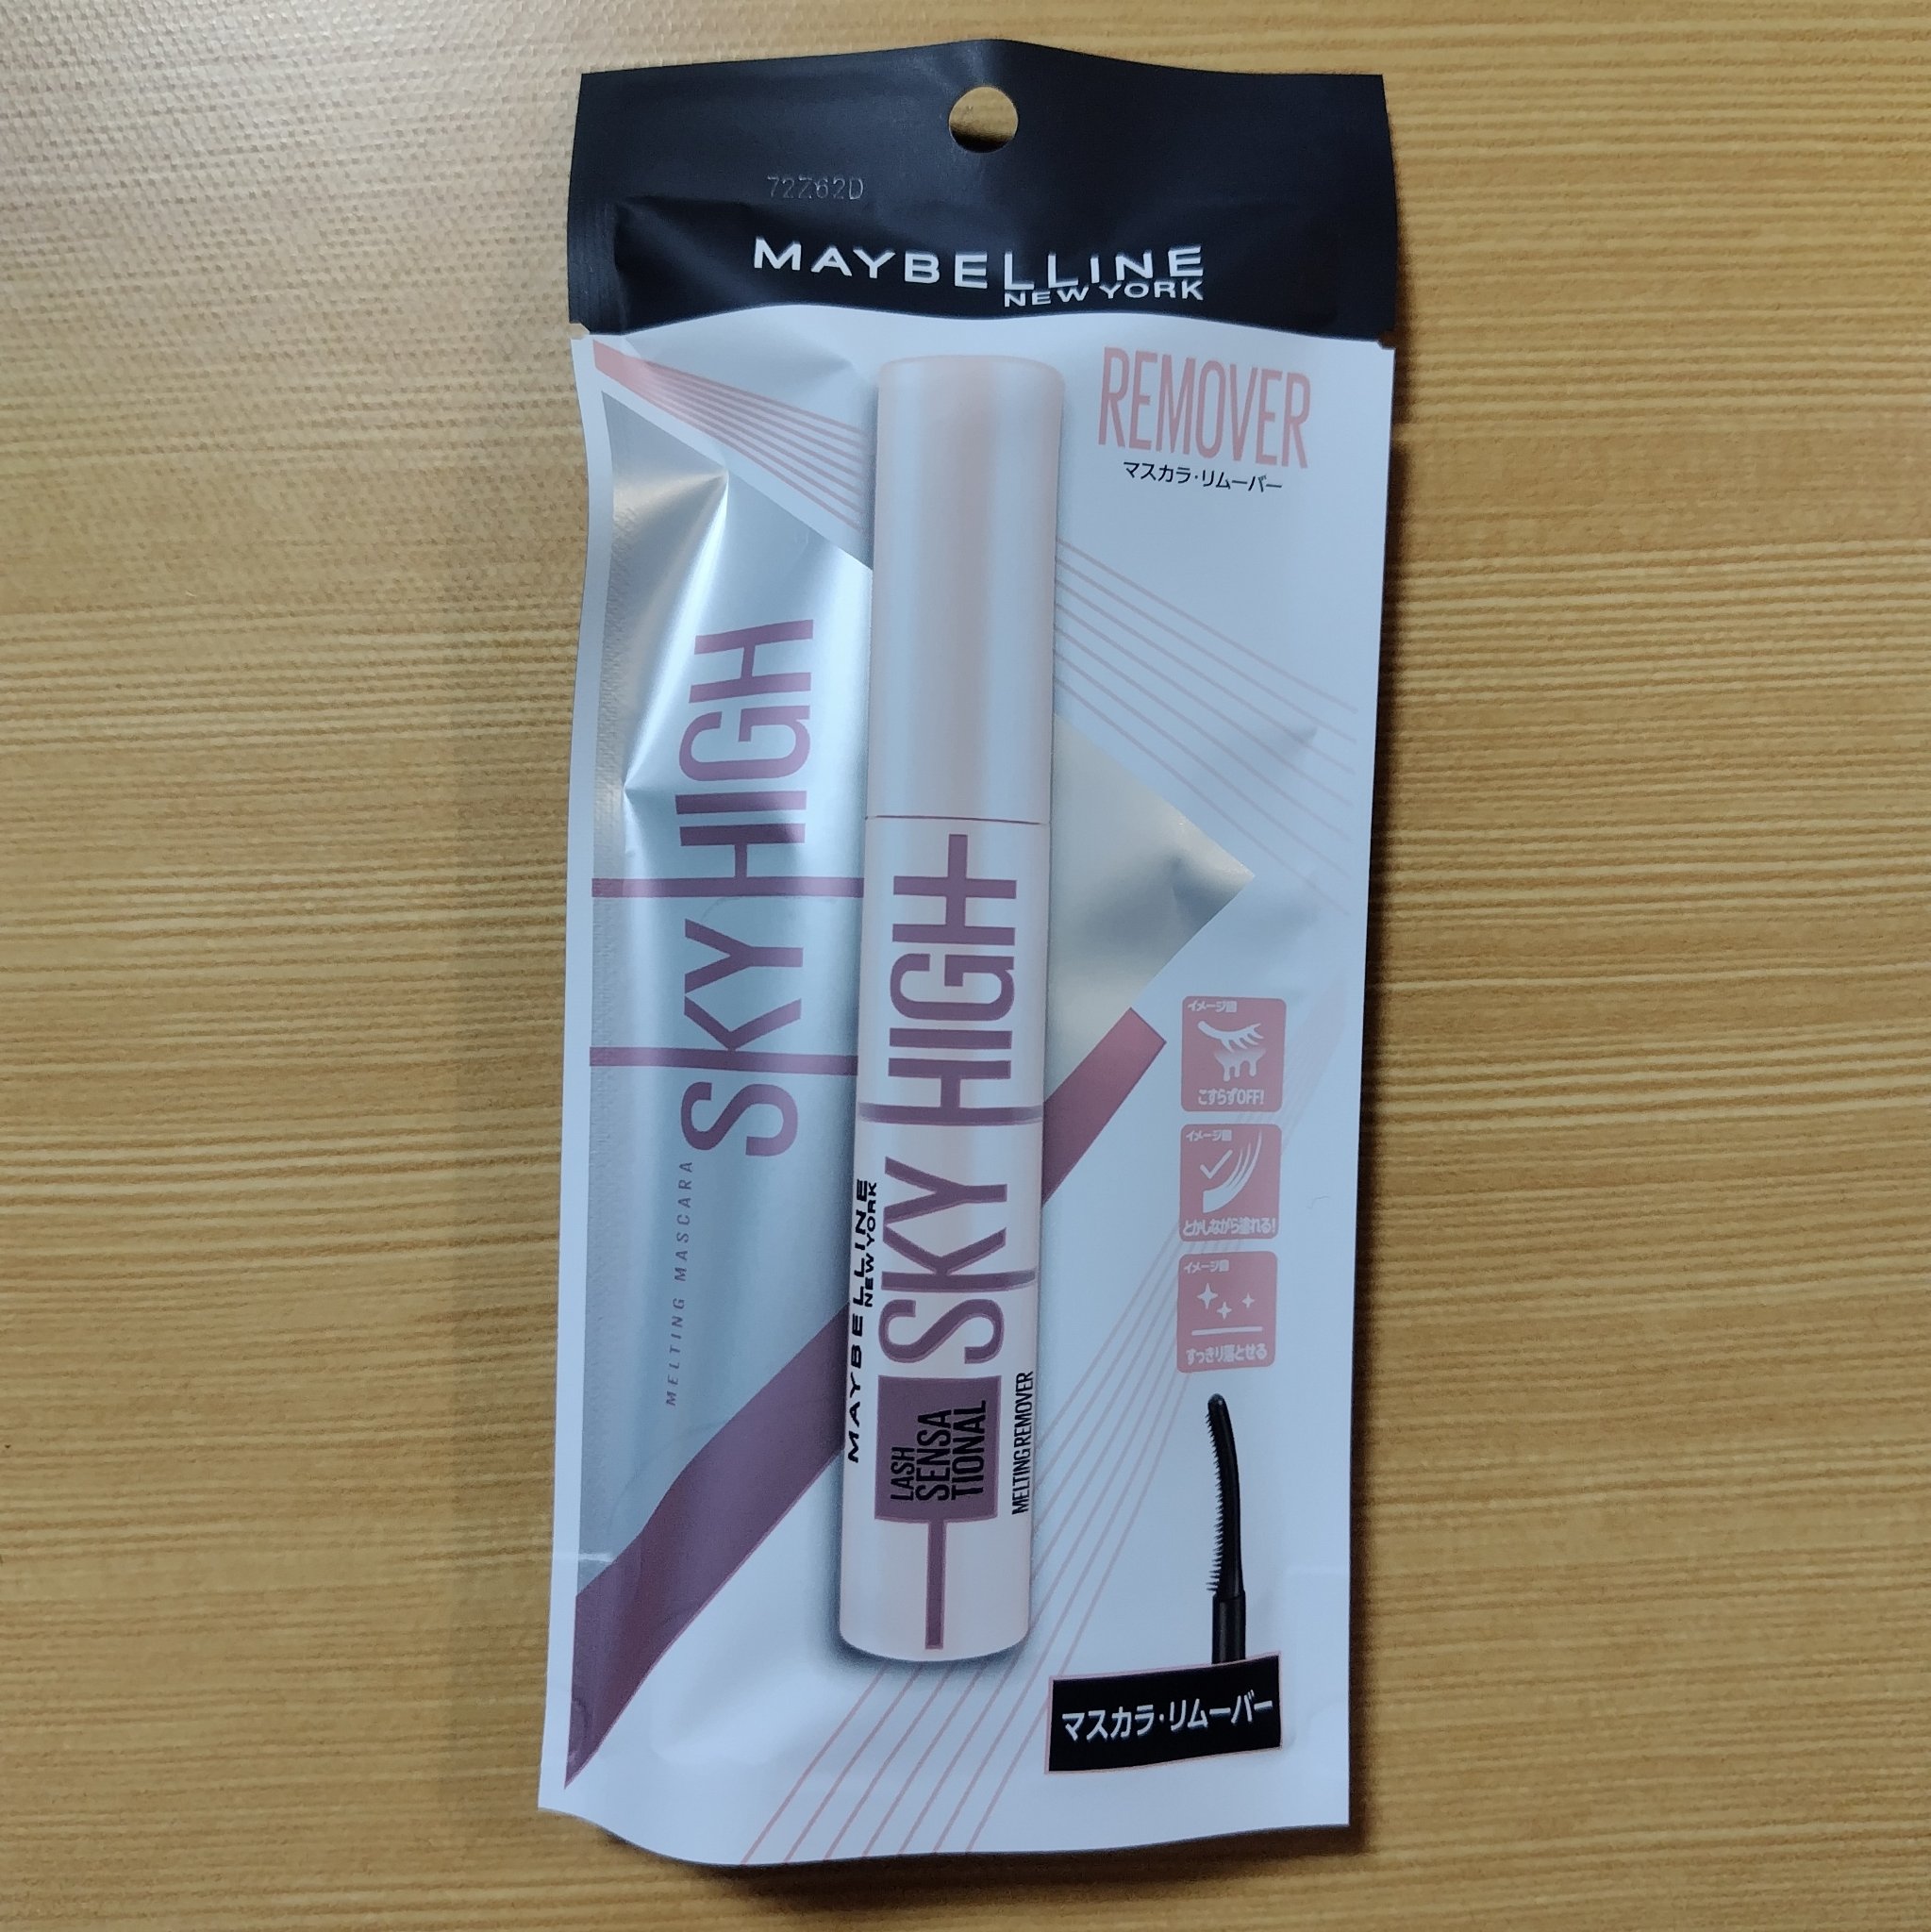 72Z62D
MAYBELLINE
NEW YORK
REMOVER
マスカラ・リムーバー
SKY HIGH
MELTING MASCARA
MAYBELLINE
NEW YORK
LASH
SENSA
TIONAL
SKY HIGH
MELTING REMOVER
イメージ図
こすらずOFF!
イメージ図
とかしながら塗れる!
イメージ図
すっきり落とせる
マスカラ・リムーバー